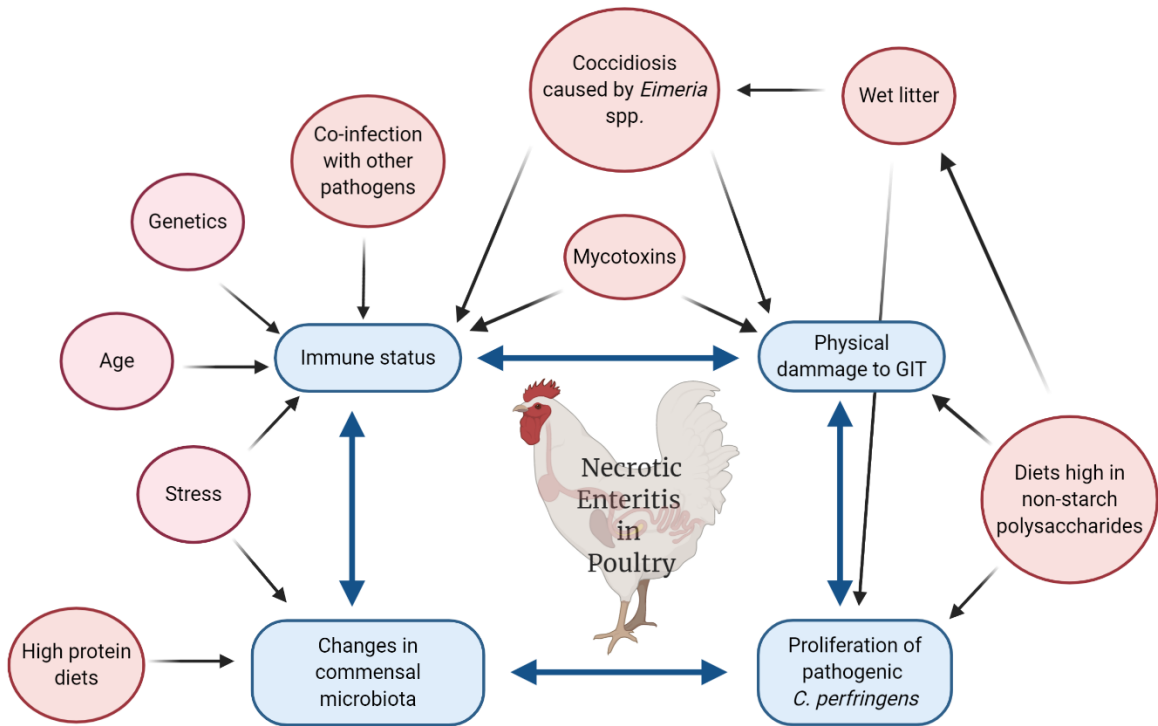 Coccidiosis
caused by Eimeria
spp.
Wet litter
Co-infection
with other
pathogens
Genetics
Mycotoxins
Age
Immune status
Physical
dammage to GIT
Stress
Necrotic
Enteritis
in
Poultry
Diets high in
non-starch
polysaccharides
High protein
diets
Changes in
commensal
microbiota
Proliferation of
pathogenic
C. perfringens